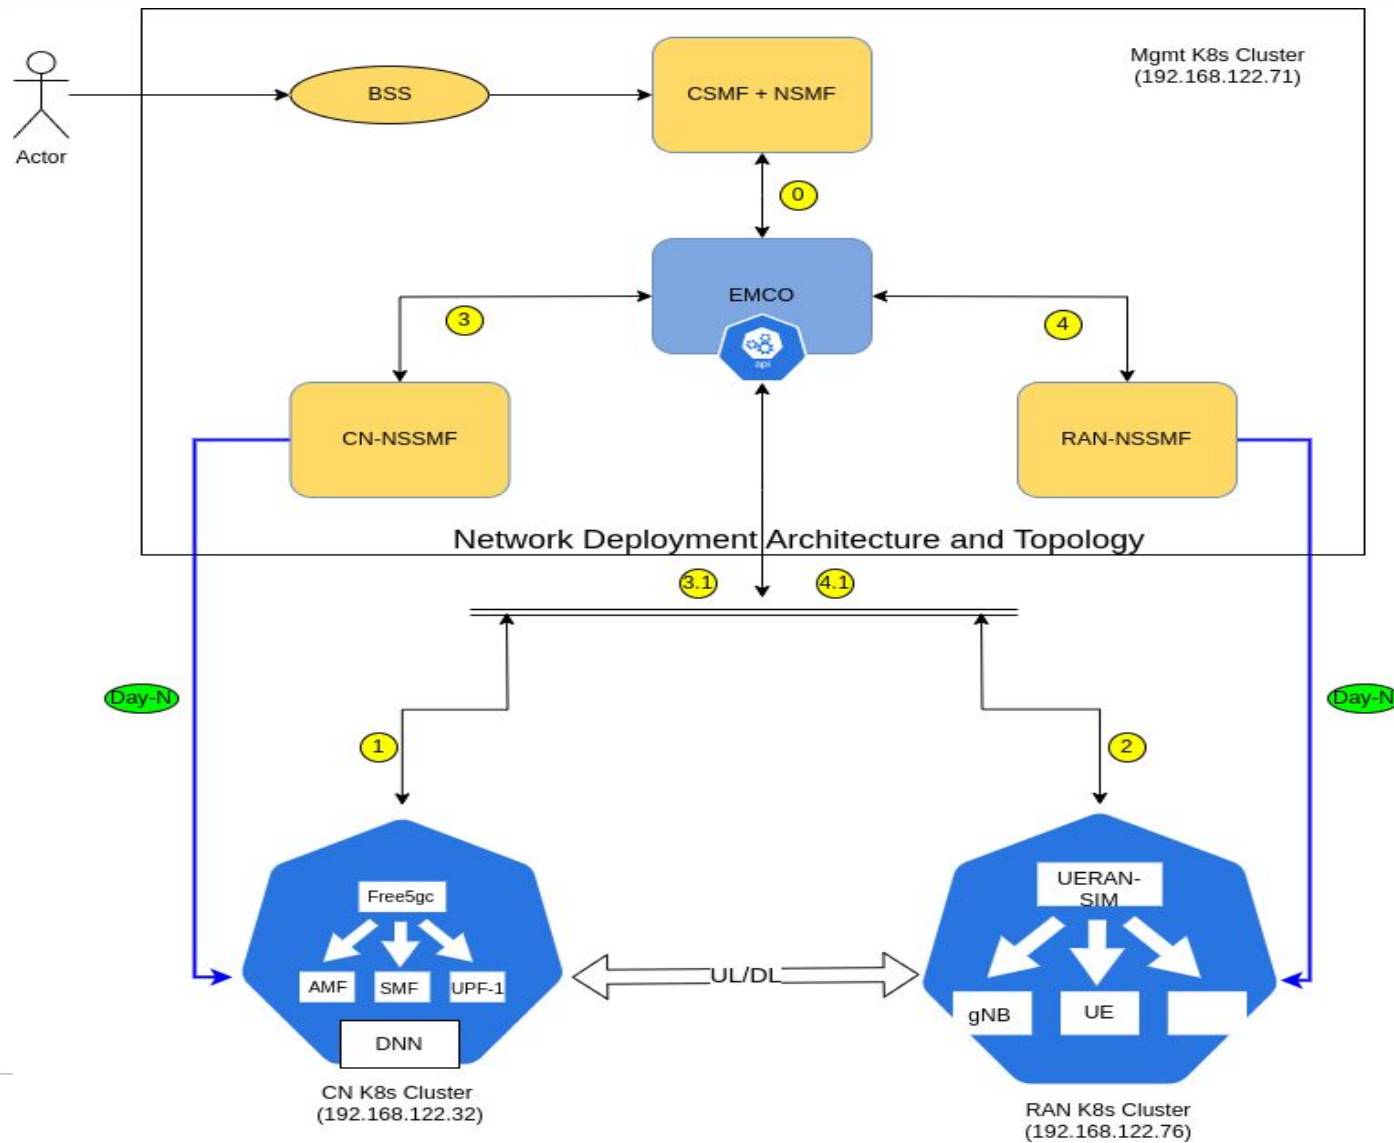 Mgmt K8s Cluster
(192.168.122.71)
BSS
CSMF + NSMF
Actor
0
EMCO
3
4
api
CN-NSSMF
RAN-NSSMF
Network Deployment Architecture and Topology
3.1
4.1
Day-N
Day-N
1
2
Free5gc
UERAN-
SIM
AMF
SMF
UPF-1
UL/DL
gNB
UE
DNN
CN K8s Cluster
(192.168.122.32)
RAN K8s Cluster
(192.168.122.76)